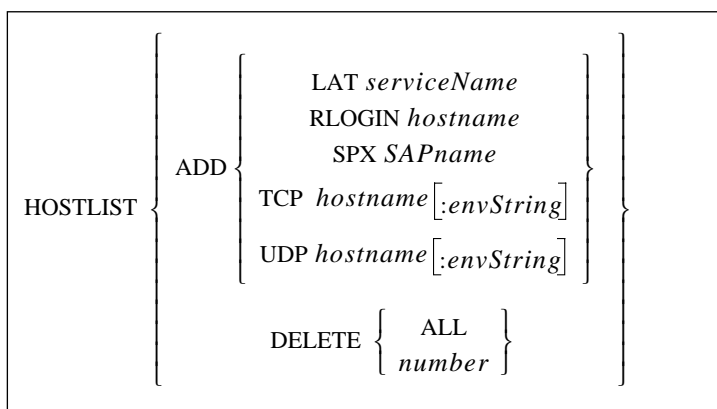 LAT serviceName
RLOGIN hostname
SPX SAPname
ADD
TCP hostname[:envString]
HOSTLIST
UDP hostname[:envString]
ALL
DELETE
number